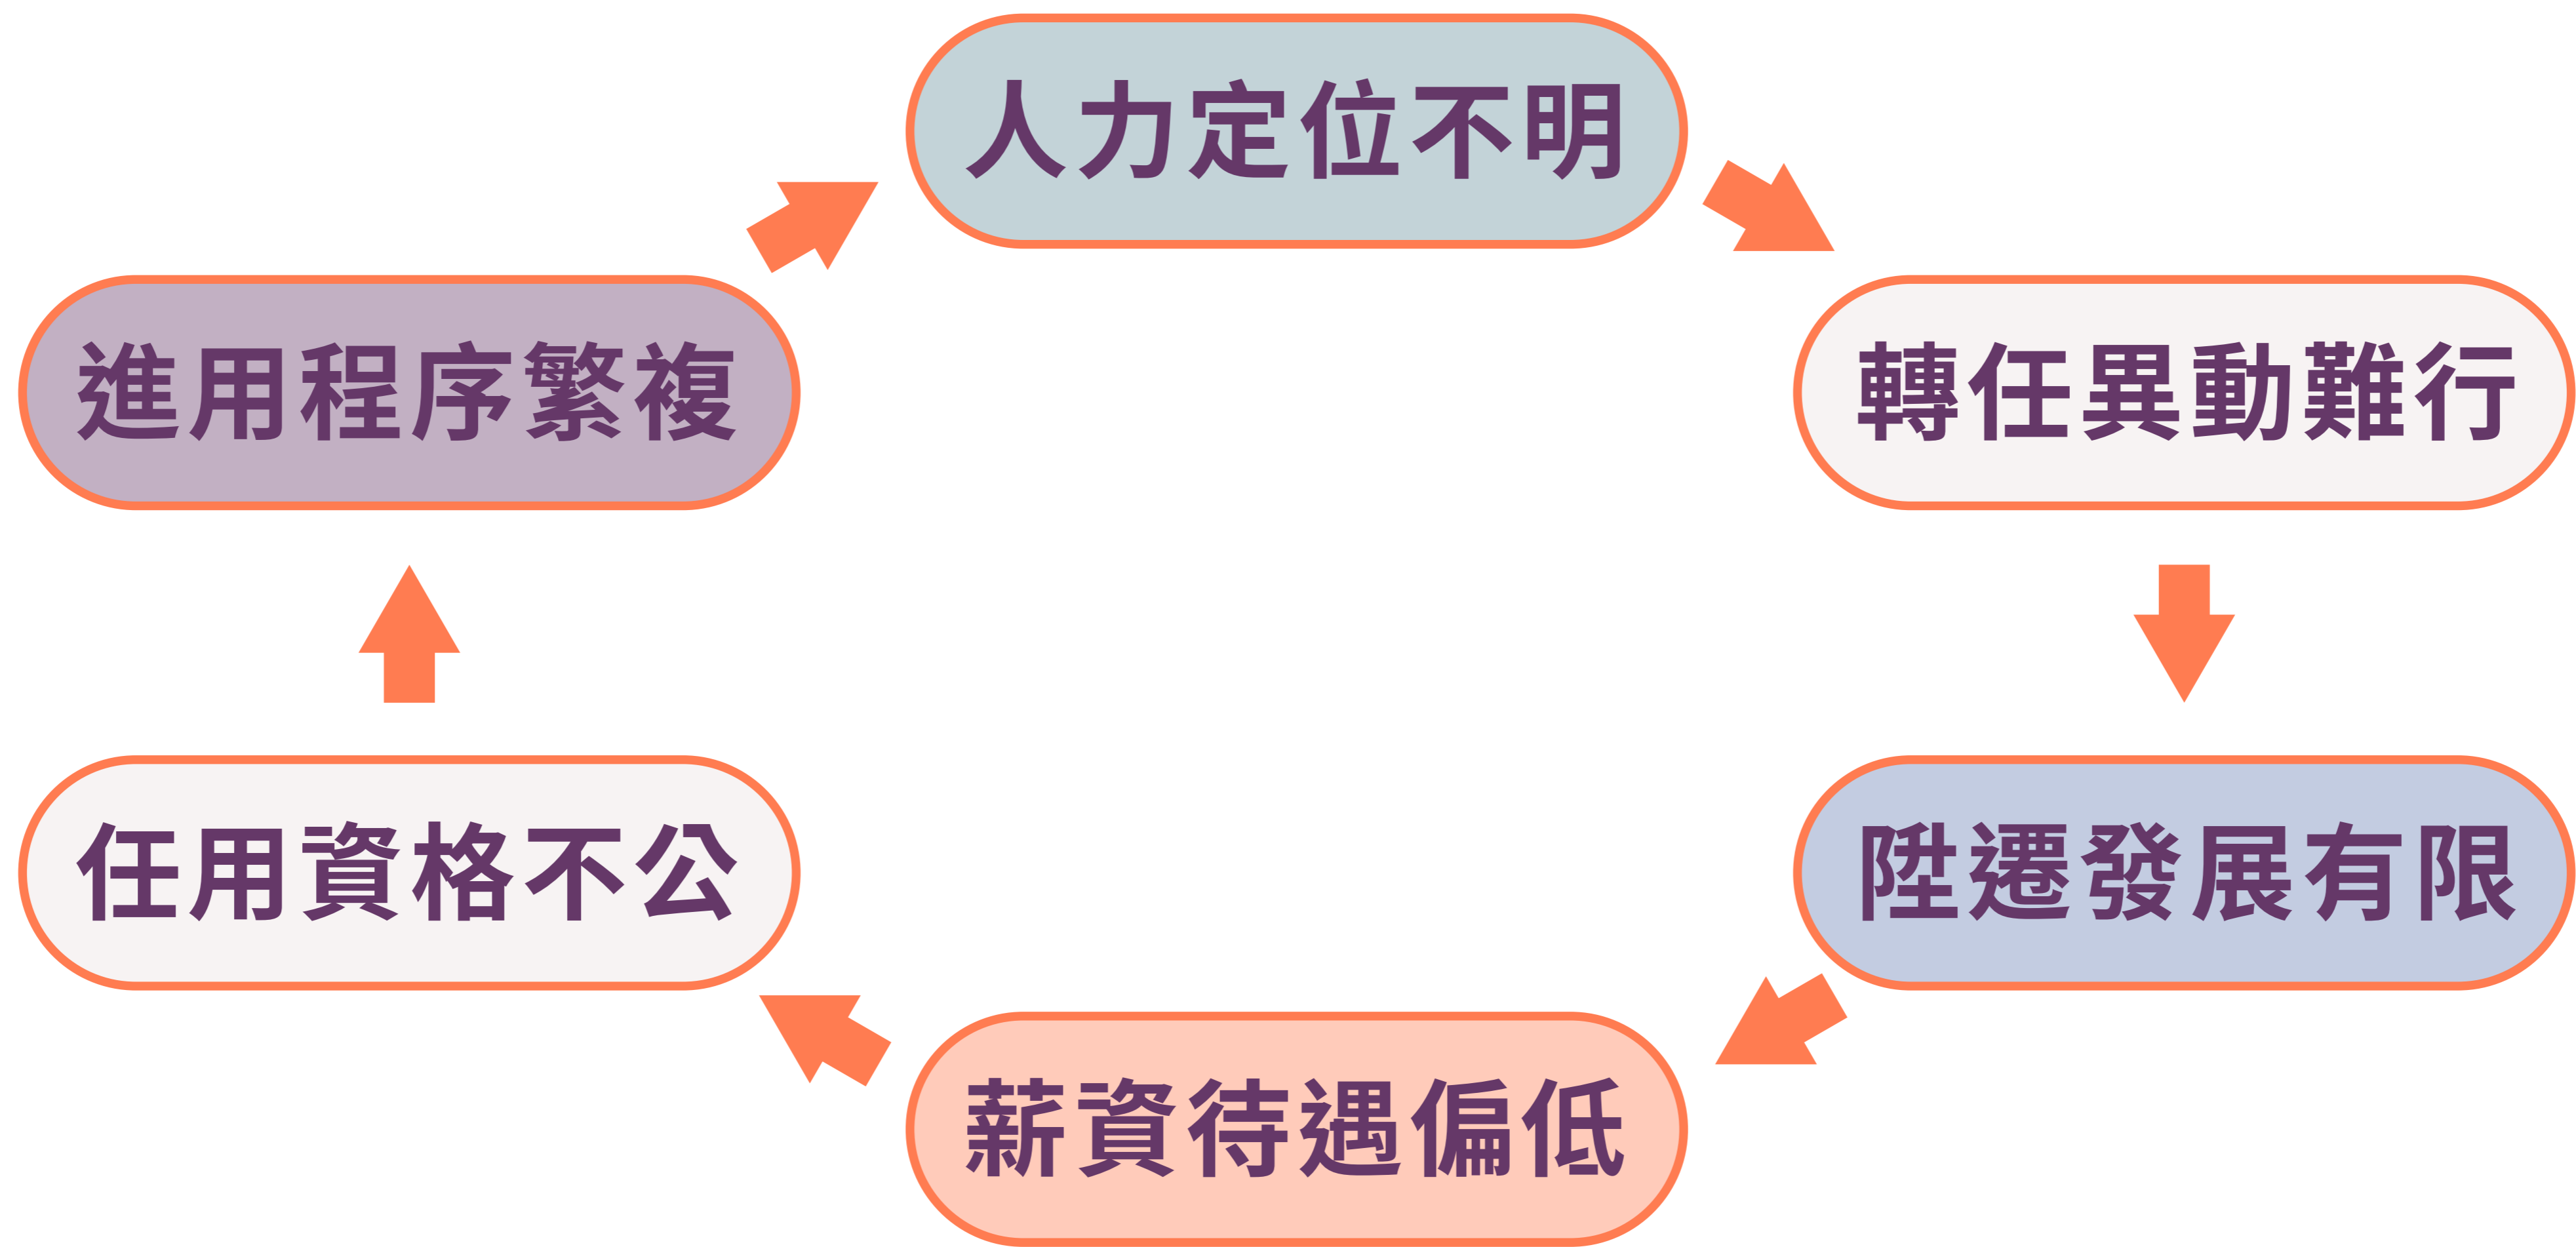 人力定位不明
轉任異動難行
陞遷發展有限
薪資待遇偏低
任用資格不公
進用程序繁複